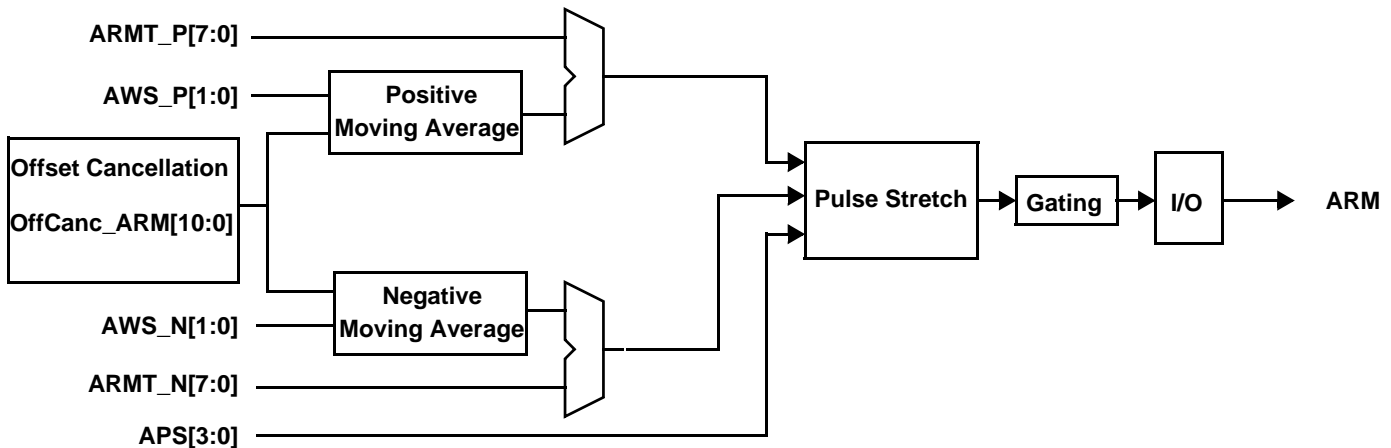 ARMT_P[7:0]
AWS_P[1:0]
Positive
Moving Average
Offset Cancellation
OffCanc_ARM[10:0]
Pulse Stretch
Gating
I/O
ARM
Negative
Moving Average
AWS_N[1:0]
ARMT_N[7:0]
APS[3:0]